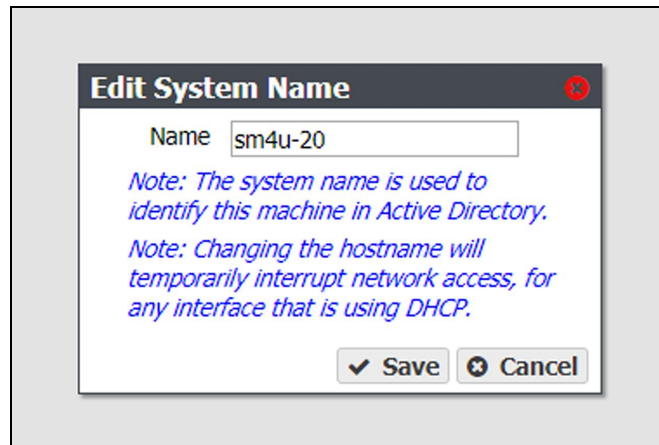 Edit System Name
Name sm4u-20
Note: The system name is used to
identify this machine in Active Directory.
Note: Changing the hostname will
temporarily interrupt network access, for
any interface that is using DHCP.
Save Cancel